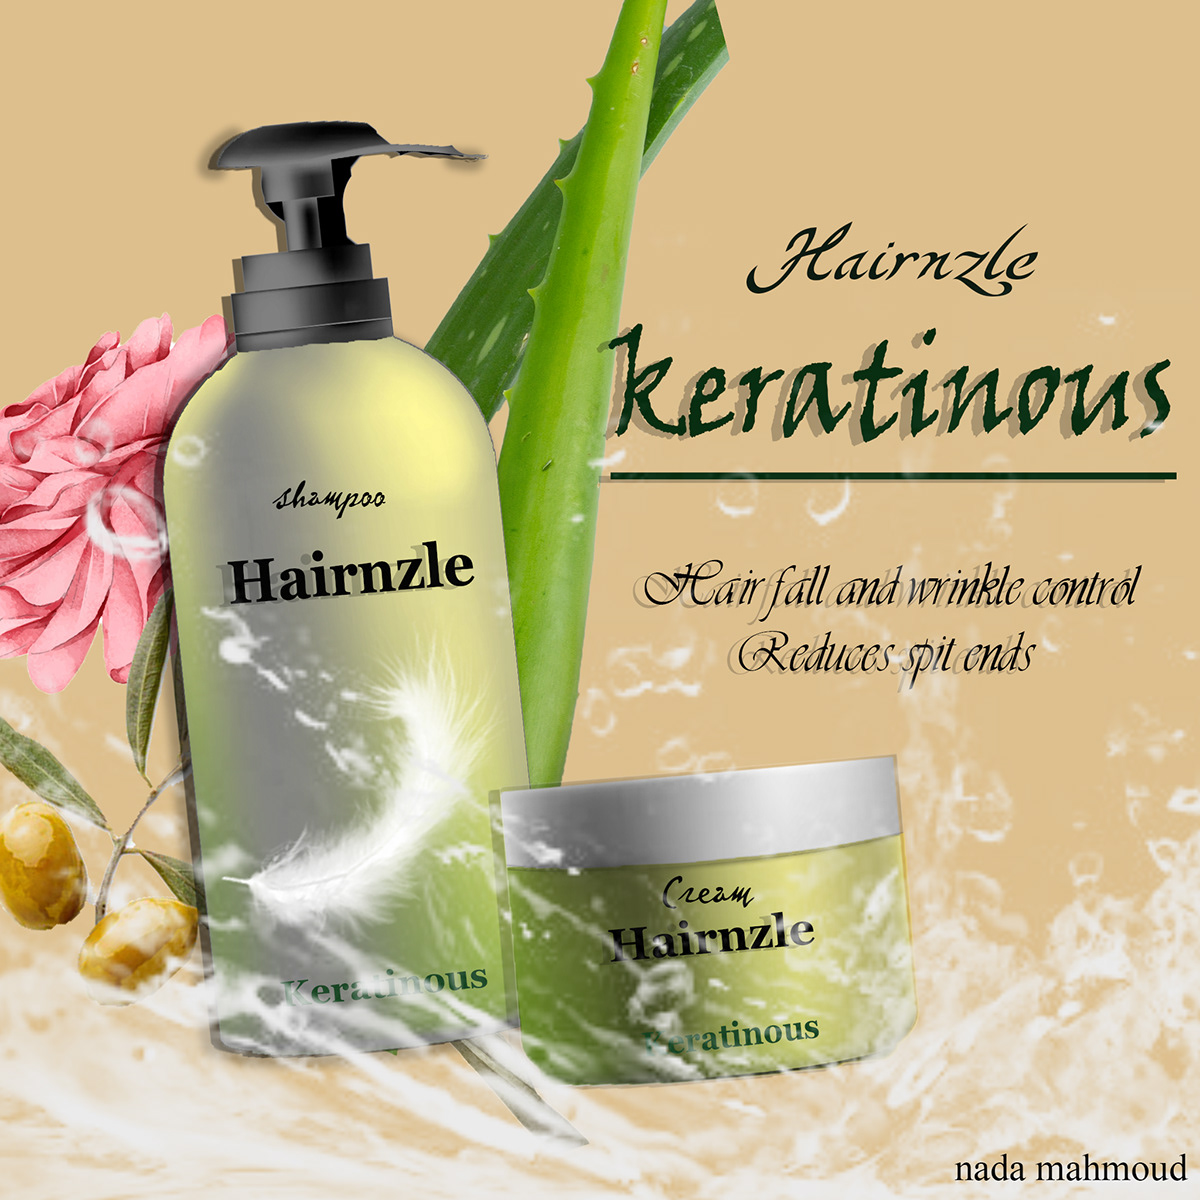 Hairnzle
keratinous
Hair fall and wrinkle control
Reduces spit ends
shampoo
Hairnzle
Keratinous
Cream
Hairnzle
Keratinous
nada mahmoud